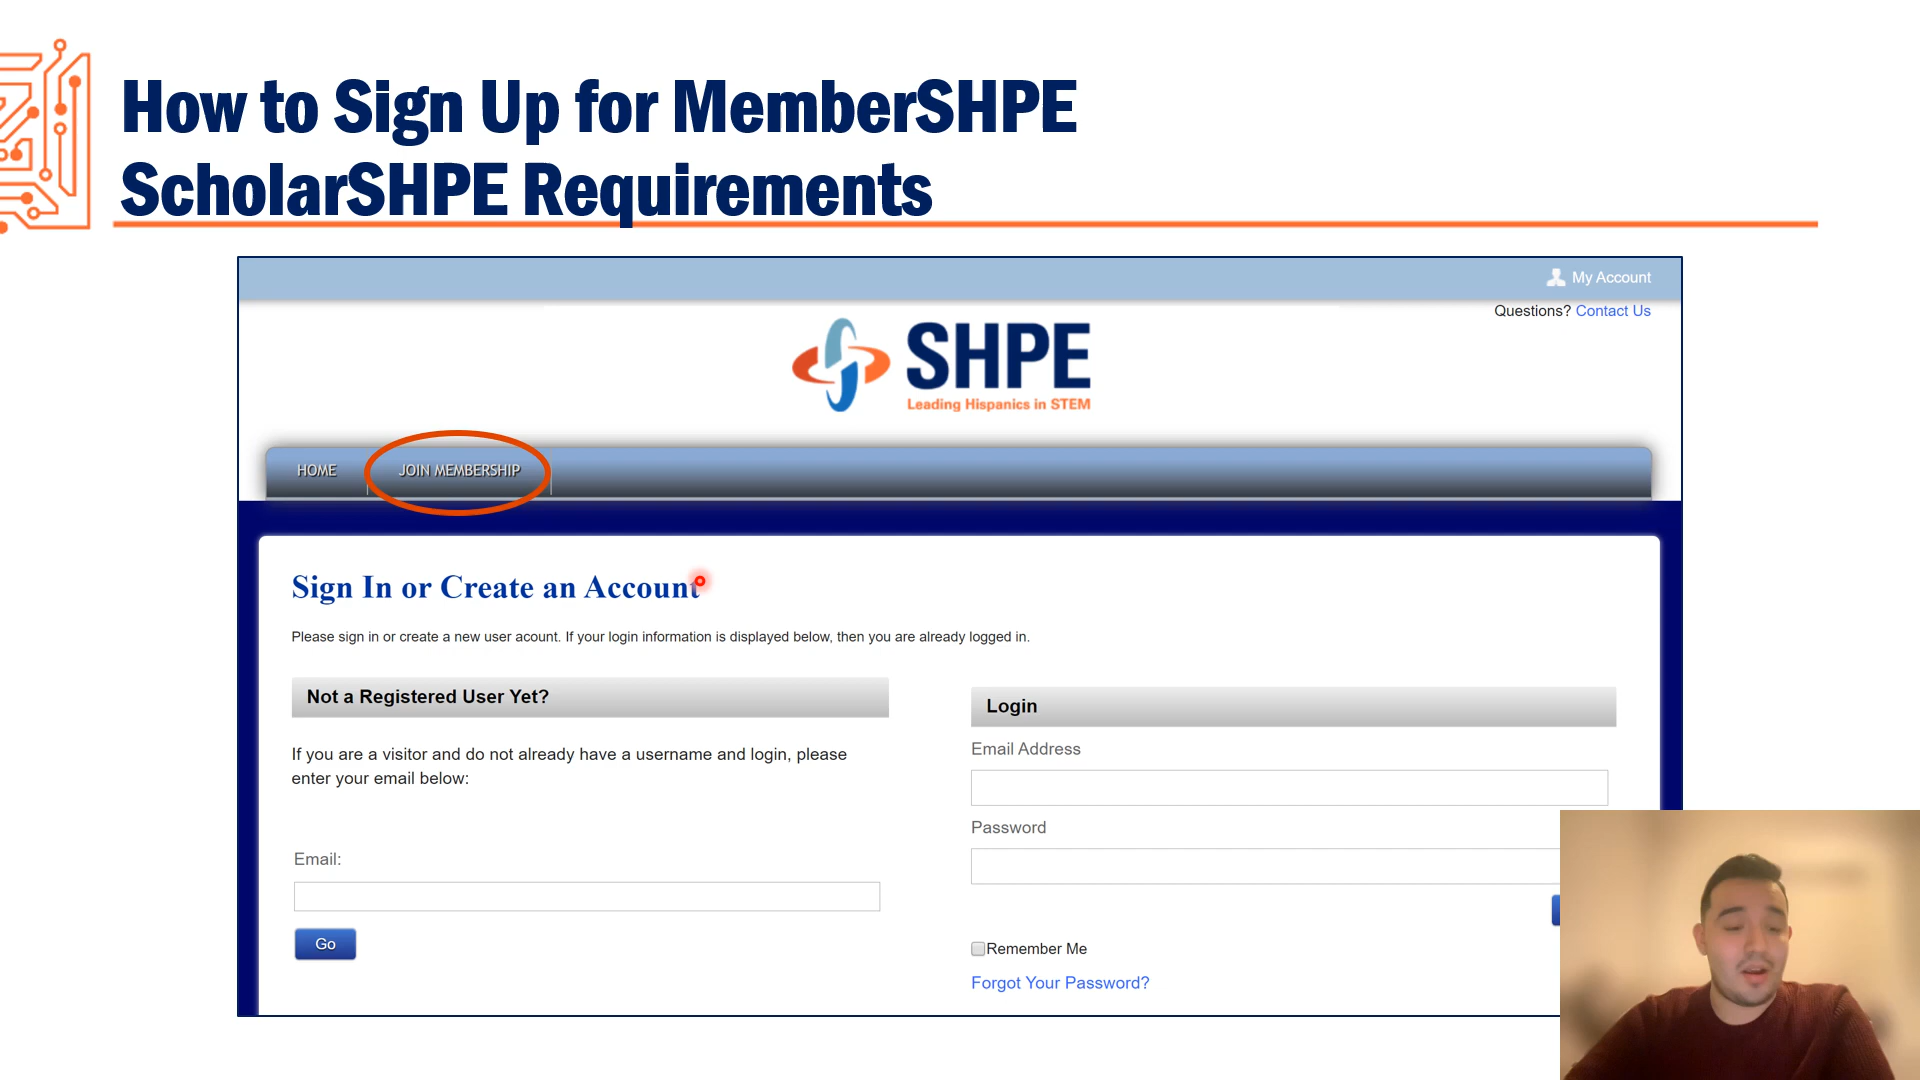 How to Sign Up for MemberSHPE
ScholarSHPE Requirements
My Account
Questions? Contact Us
SHPE
Leading Hispanics in STEM
HOME
JOIN MEMBERSHIP
Sign In or Create an Account
Please sign in or create a new user acount. If your login information is displayed below, then you are already logged in.
Not a Registered User Yet?
If you are a visitor and do not already have a username and login, please
enter your email below:
Email:
Go
Login
Email Address
Password
Remember Me
Forgot Your Password?